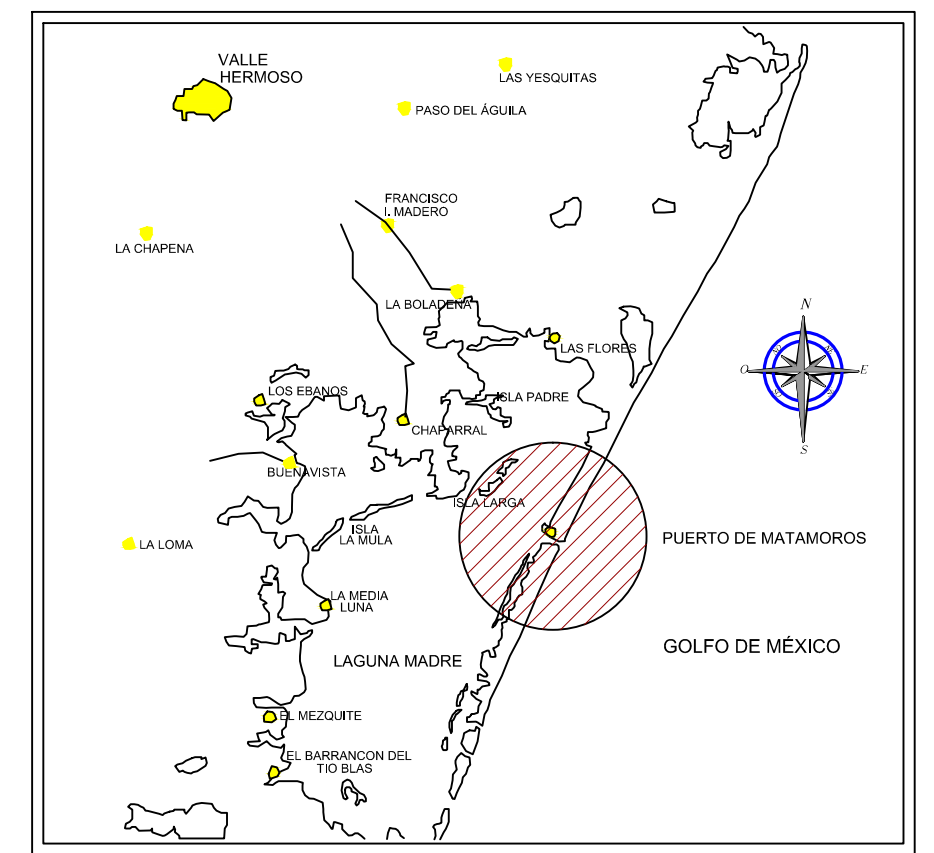 VALLE
HERMOSO
LAS YESQUITAS
PASO DEL ÁGUILA
FRANCISCO
I. MADERO
LA CHAPENA
LA BOLADEÑA
N
LAS FLORES
O
E
LOS EBANOS
ISLA PADRE
CHAPARRAL
S
BUENAVISTA
ISLA LARGA
ISLA
LA MULA
PUERTO DE MATAMOROS
LA LOMA
LA MEDIA
LUNA
GOLFO DE MÉXICO
LAGUNA MADRE
EL MEZQUITE
EL BARRANCON DEL
TIO BLAS